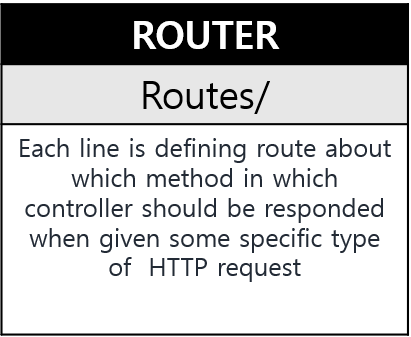 ROUTER
Routes/
Each line is defining route about
which method in which
controller should be responded
when given some specific type
of  HTTP request